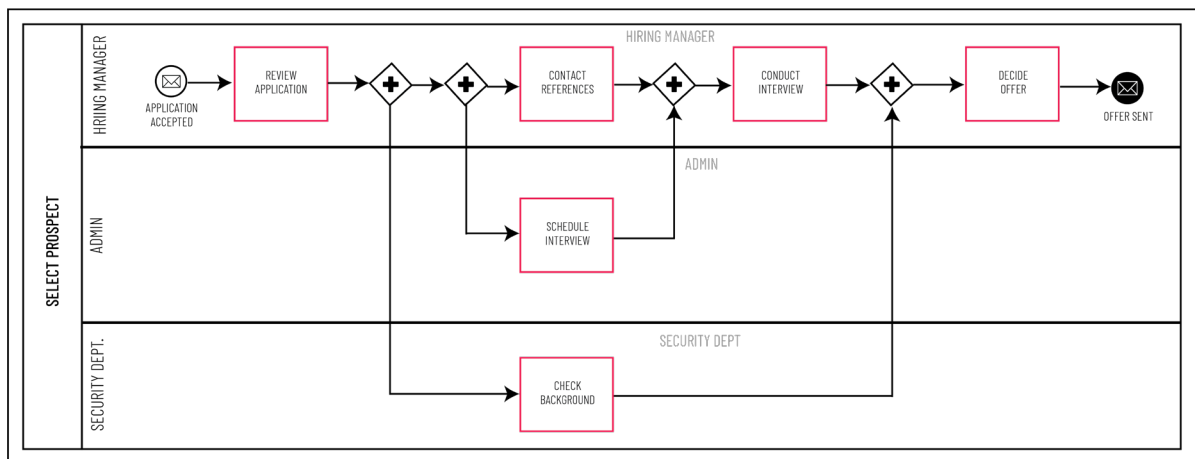 SELECT PROSPECT
HRIING MANAGER
HIRING MANAGER
APPLICATION
ACCEPTED
REVIEW
APPLICATION
CONTACT
REFERENCES
CONDUCT
INTERVIEW
DECIDE
OFFER
OFFER SENT
ADMIN
ADMIN
SCHEDULE
INTERVIEW
SECURITY DEPT.
SECURITY DEPT
CHECK
BACKGROUND